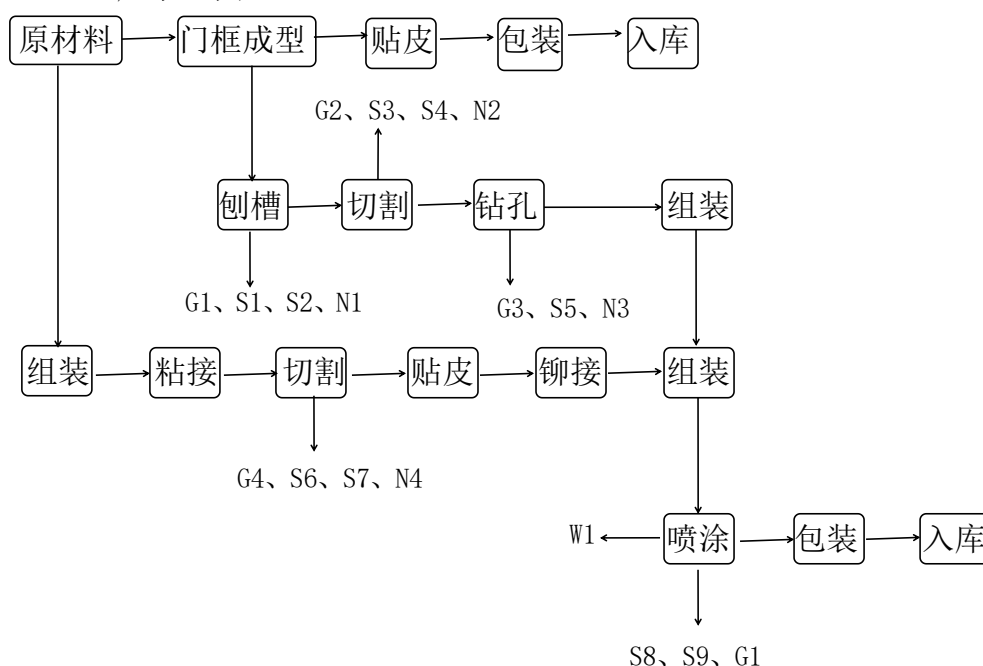 原材料 门框成型 贴皮 包装 入库
G2、S3、S4、N2
刨槽 切割 钻孔 组装
G1、S1、S2、N1
G3、S5、N3
组装 粘接 切割 贴皮 铆接 组装
G4、S6、S7、N4
W1 喷涂 包装 入库
S8、S9、G1